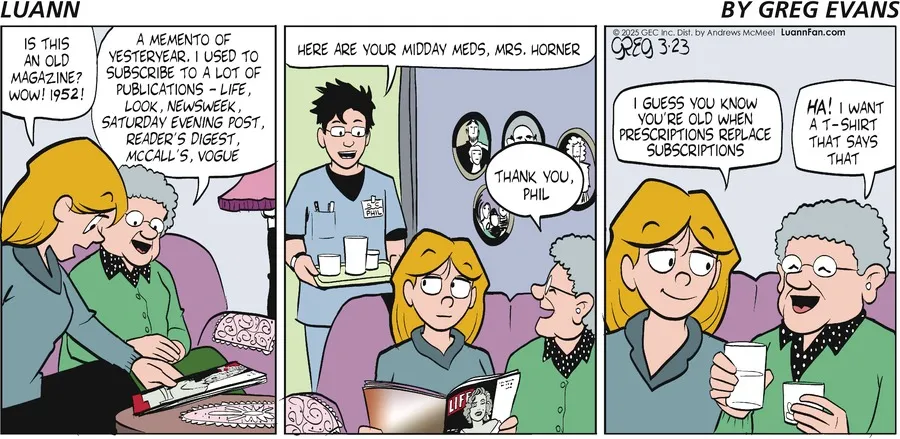 LUANN
BY GREG EVANS
IS THIS
AN OLD
MAGAZINE?
WOW! 1952!
A MEMENTO OF
YESTERYEAR. I USED TO
SUBSCRIBE TO A LOT OF
PUBLICATIONS – LIFE,
LOOK, NEWSWEEK,
SATURDAY EVENING POST,
READER'S DIGEST,
McCALL'S, VOGUE
HERE ARE YOUR MIDDAY MEDS, MRS. HORNER
PHIL
THANK YOU,
PHIL
LIFE
© 2025 GEC Inc. Dist. by Andrews McMeel LuannFan.com
GREG 3·23
I GUESS YOU KNOW
YOU'RE OLD WHEN
PRESCRIPTIONS REPLACE
SUBSCRIPTIONS
HA! I WANT
A T-SHIRT
THAT SAYS
THAT